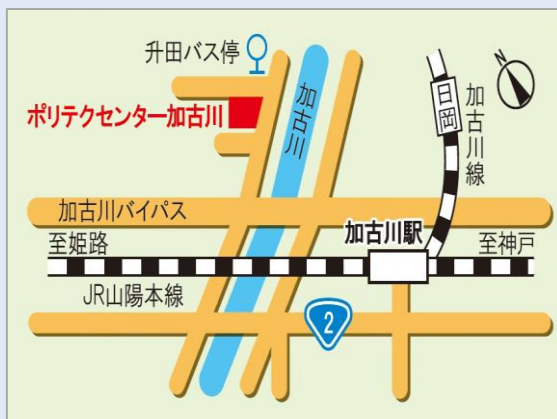 升田バス停
N
ポリテクセンター加古川
加古川
日岡
加古川線
加古川バイパス
至姫路
加古川駅
至神戸
JR山陽本線
2